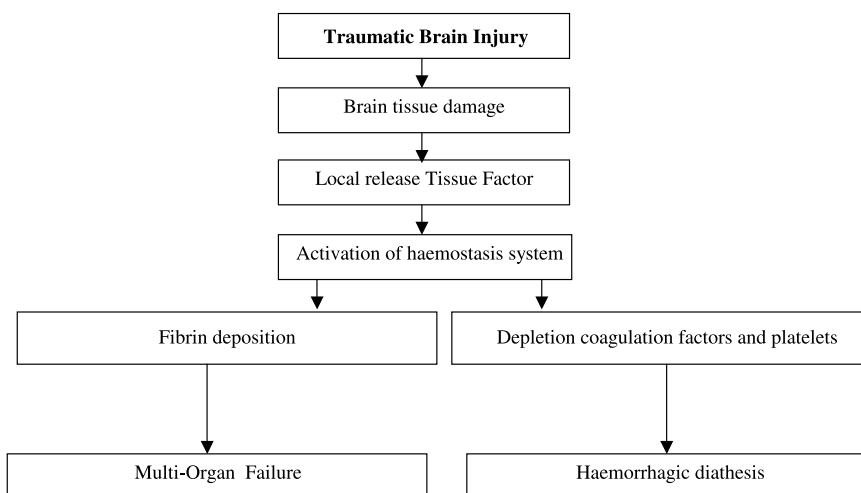 Traumatic Brain Injury
Brain tissue damage
Local release Tissue Factor
Activation of haemostasis system
Fibrin deposition
Depletion coagulation factors and platelets
Multi-Organ Failure
Haemorrhagic diathesis